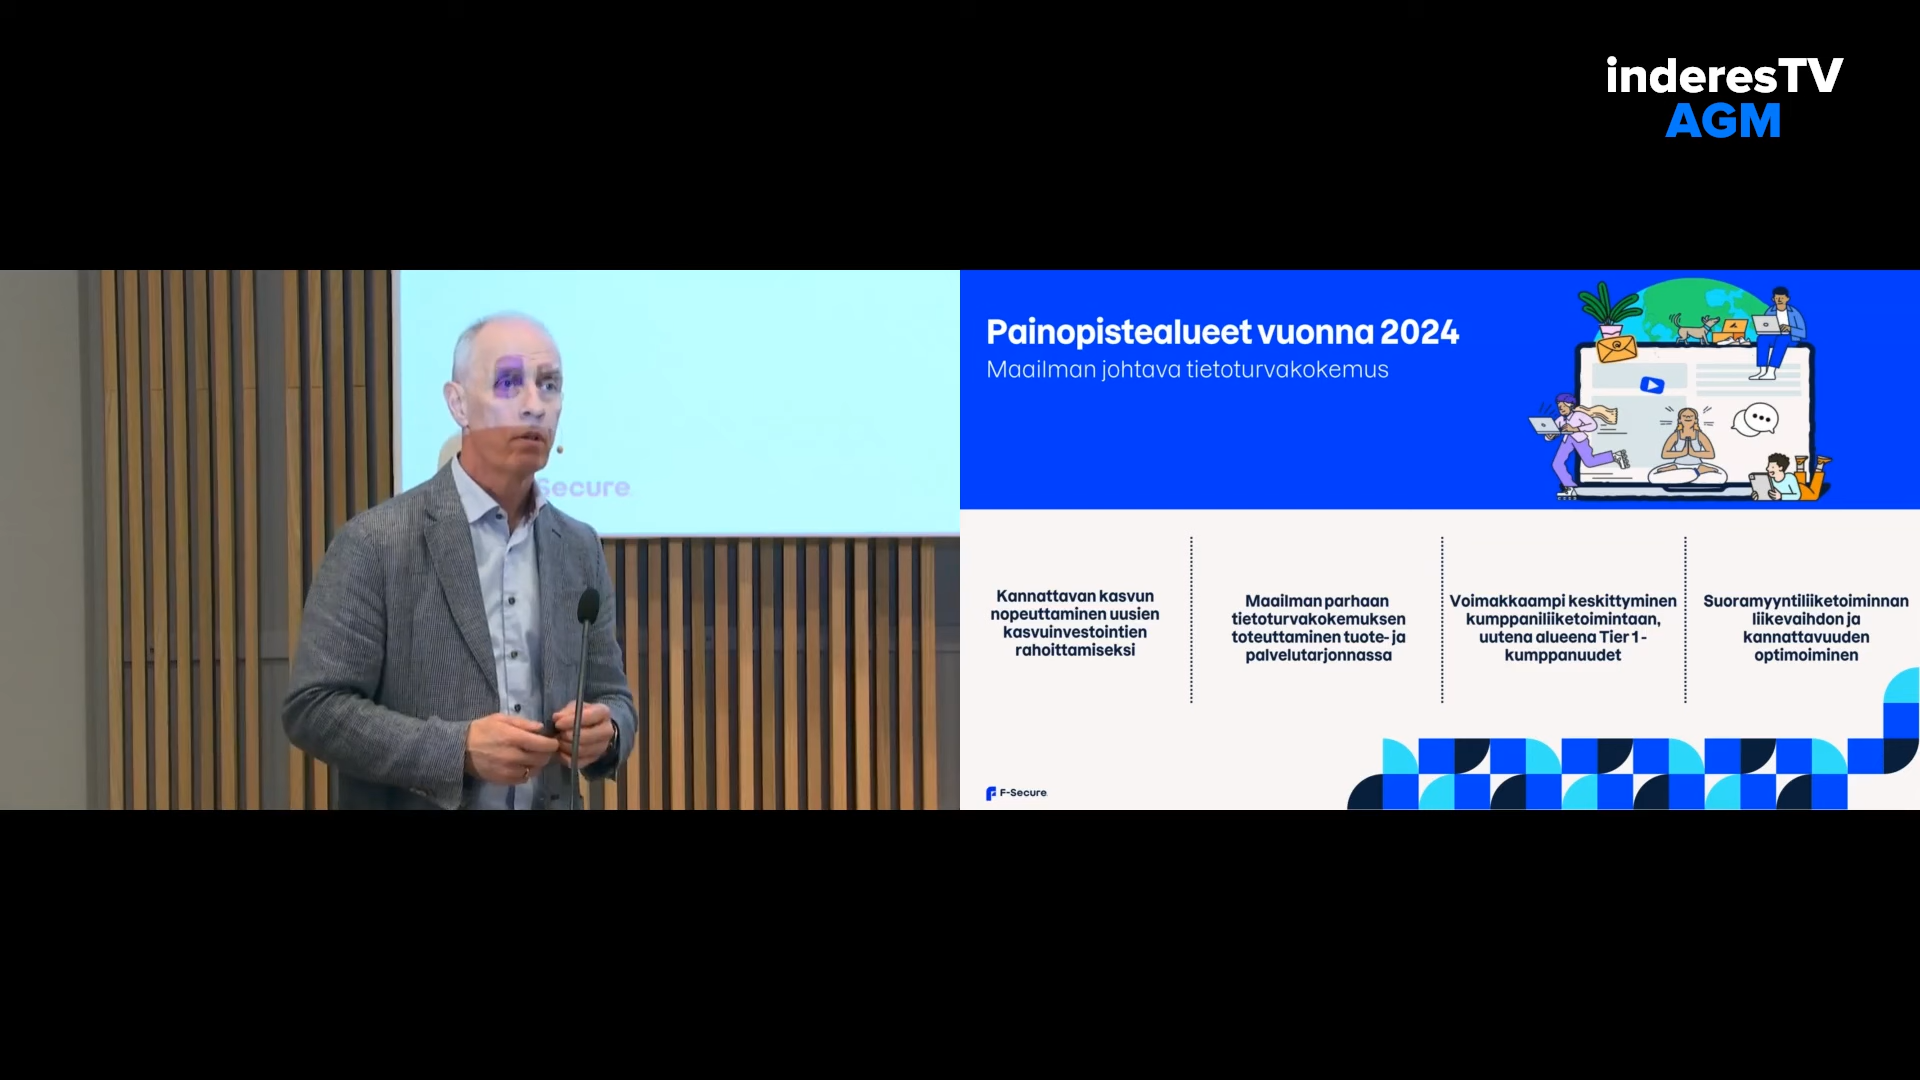 inderesTV
AGM
Secure
Painopistealueet vuonna 2024
Maailman johtava tietoturvakokemus
Kannattavan kasvun
nopeuttaminen uusien
kasvuinvestointien
rahoittamiseksi
Maailman parhaan
tietoturvakokemuksen
toteuttaminen tuote- ja
palvelutarjonnassa
Voimakkaampi keskittyminen
kumppaniliiketoimintaan,
uutena alueena Tier 1 -
kumppanuudet
Suoramyyntiliiketoiminnan
liikevaihdon ja
kannattavuuden
optimoiminen
F-Secure